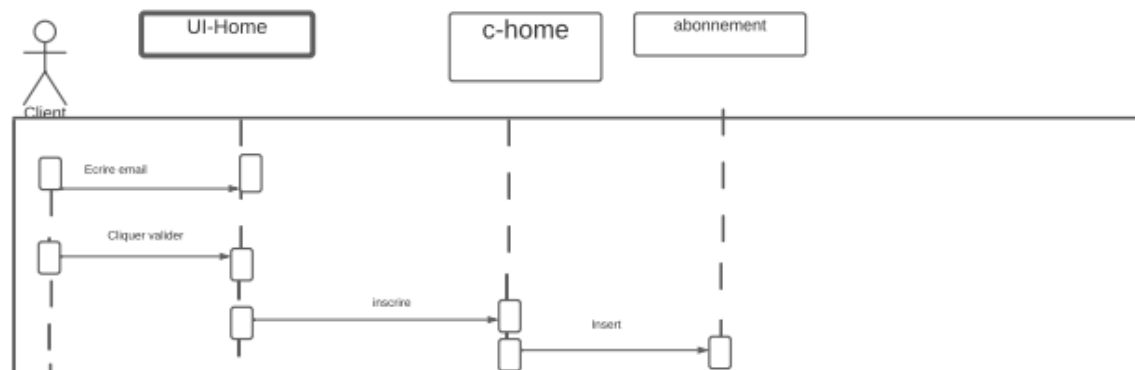 UI-Home
c-home
abonnement
Client
Ecrire email
Cliquer valider
inscrire
Insert